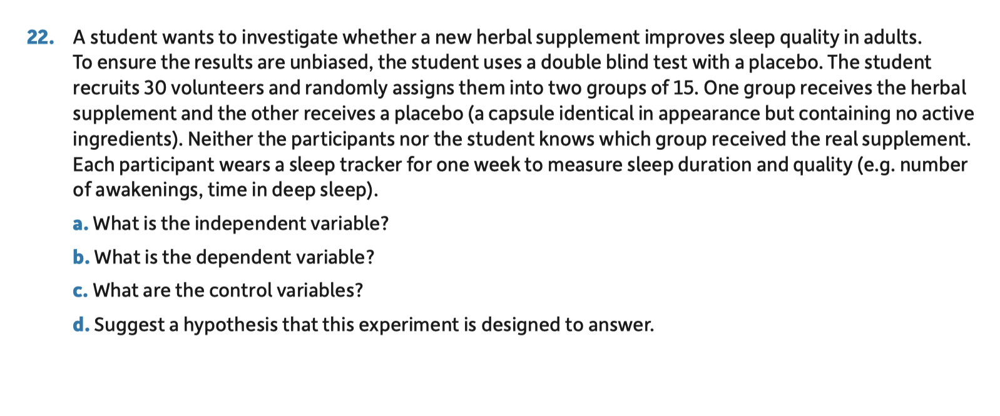 22. A student wants to investigate whether a new herbal supplement improves sleep quality in adults.
To ensure the results are unbiased, the student uses a double blind test with a placebo. The student
recruits 30 volunteers and randomly assigns them into two groups of 15. One group receives the herbal
supplement and the other receives a placebo (a capsule identical in appearance but containing no active
ingredients). Neither the participants nor the student knows which group received the real supplement.
Each participant wears a sleep tracker for one week to measure sleep duration and quality (e.g. number
of awakenings, time in deep sleep).
a. What is the independent variable?
b. What is the dependent variable?
c. What are the control variables?
d. Suggest a hypothesis that this experiment is designed to answer.